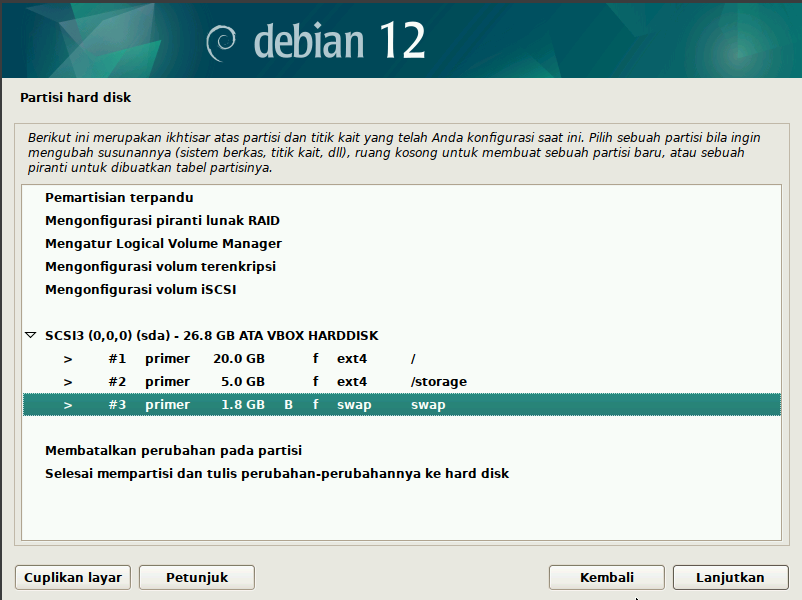 debian 12
Partisi hard disk
Berikut ini merupakan ikhtisar atas partisi dan titik kait yang telah Anda konfigurasi saat ini. Pilih sebuah partisi bila ingin
mengubah susunannya (sistem berkas, titik kait, dll), ruang kosong untuk membuat sebuah partisi baru, atau sebuah
piranti untuk dibuatkan tabel partisinya.
Pemartisian terpandu
Mengonfigurasi piranti lunak RAID
Mengatur Logical Volume Manager
Mengonfigurasi volum terenkripsi
Mengonfigurasi volum iSCSI
SCSI3 (0,0,0) (sda) - 26.8 GB ATA VBOX HARDDISK
> #1 primer 20.0 GB f ext4 /
> #2 primer 5.0 GB f ext4 /storage
> #3 primer 1.8 GB B f swap swap
Membatalkan perubahan pada partisi
Selesai mempartisi dan tulis perubahan-perubahannya ke hard disk
Cuplikan layar Petunjuk Kembali Lanjutkan